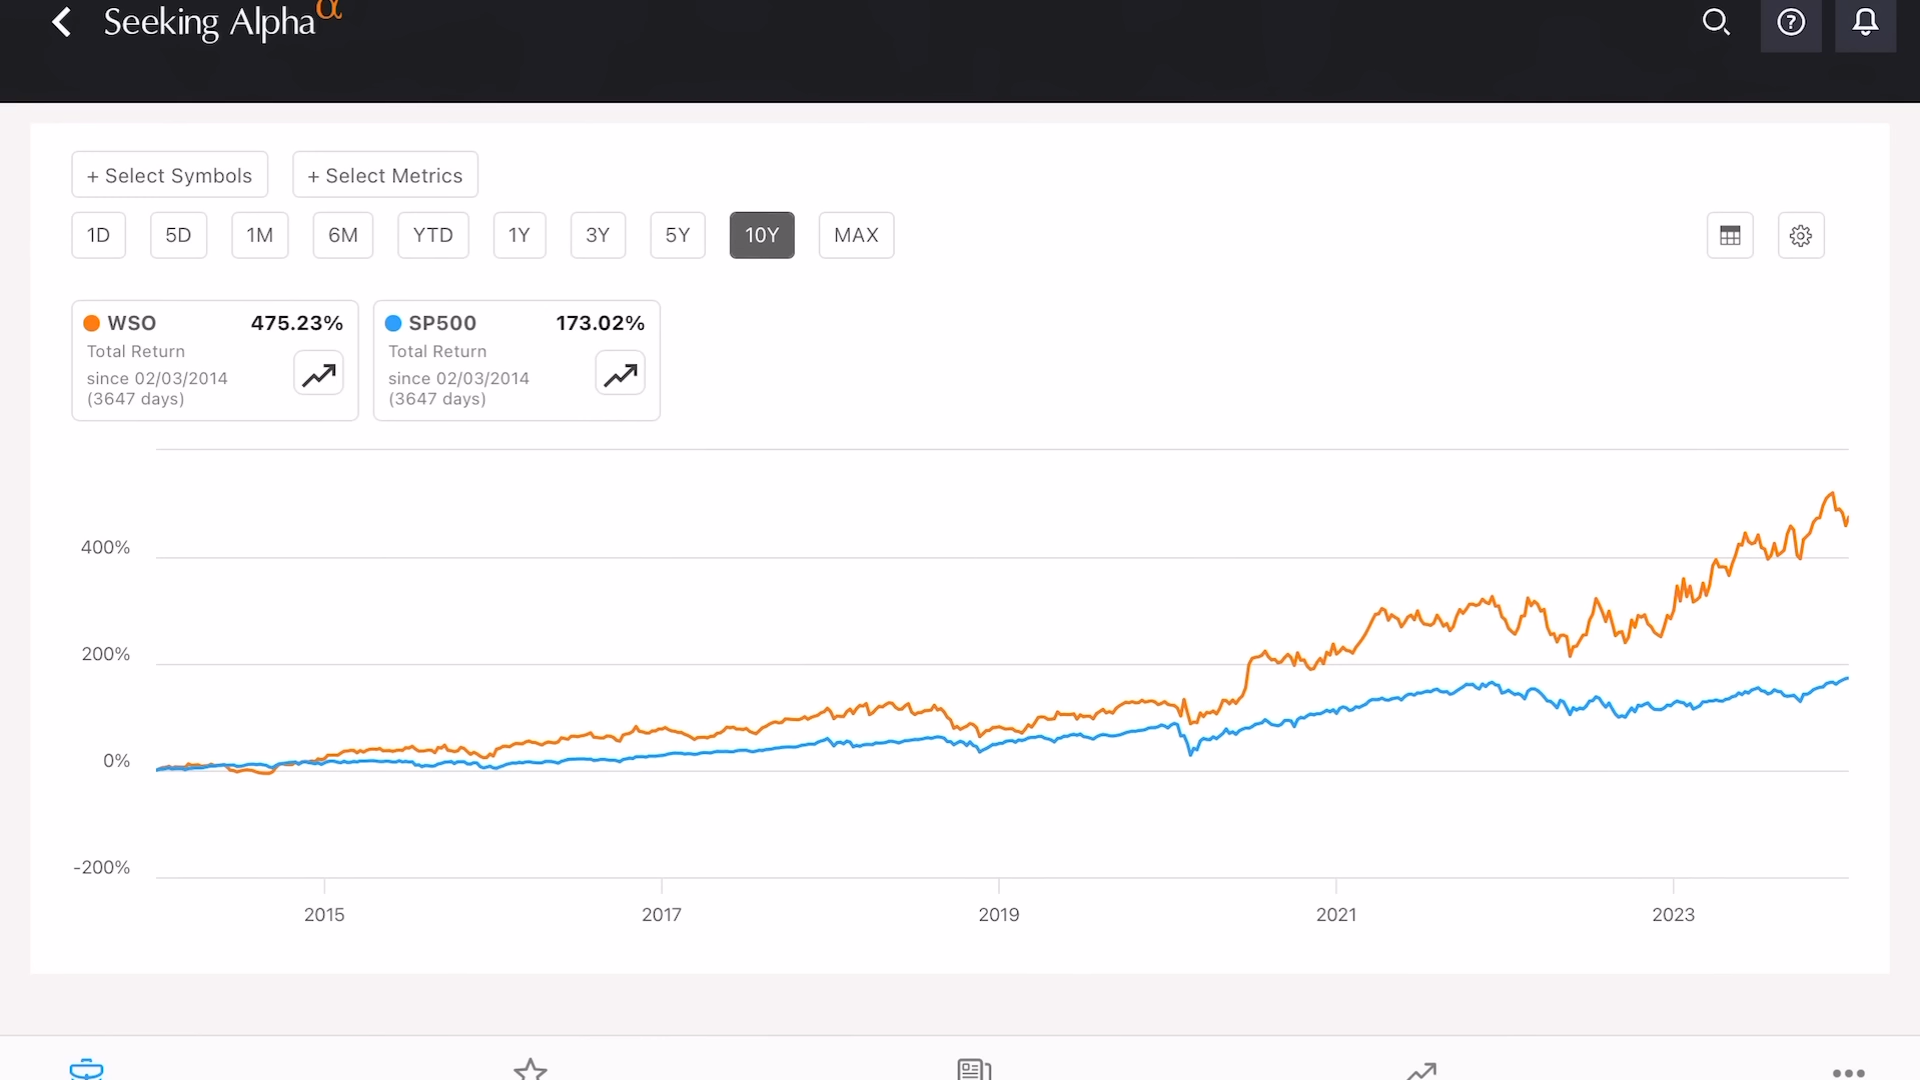 Seeking Alpha α
+ Select Symbols + Select Metrics
1D 5D 1M 6M YTD 1Y 3Y 5Y 10Y MAX
WSO 475.23%
Total Return
since 02/03/2014
(3647 days)
SP500 173.02%
Total Return
since 02/03/2014
(3647 days)
400%
200%
0%
-200%
2015 2017 2019 2021 2023